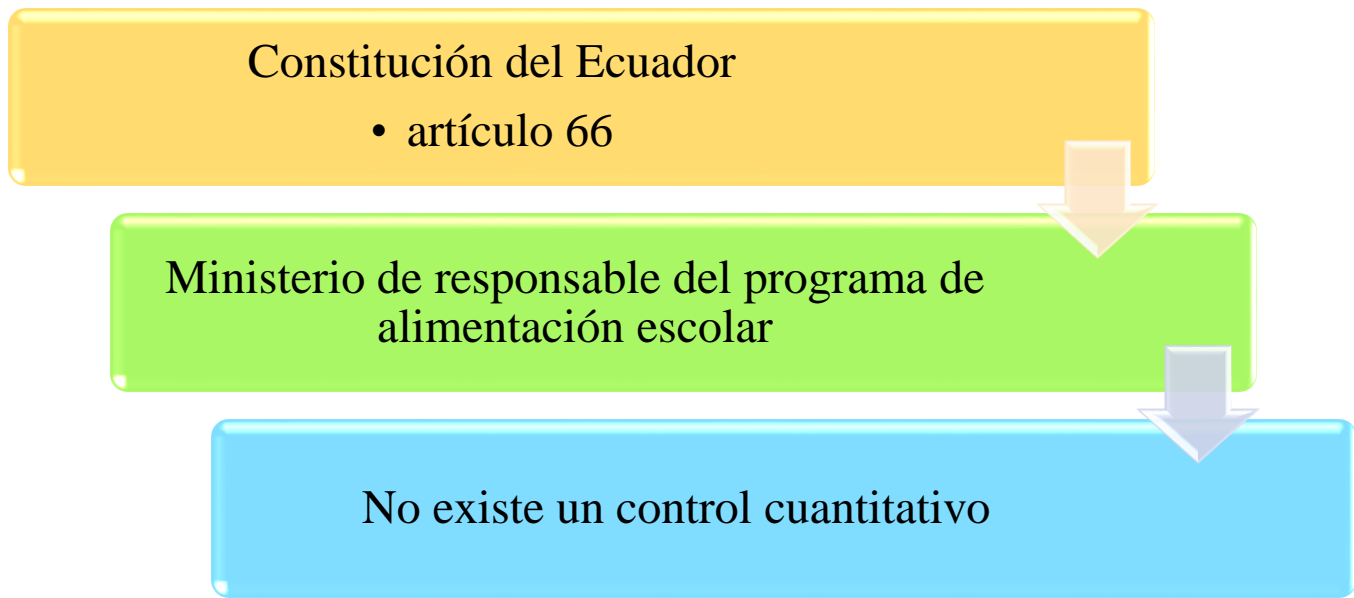 Constitución del Ecuador
• artículo 66
Ministerio de responsable del programa de
alimentación escolar
No existe un control cuantitativo